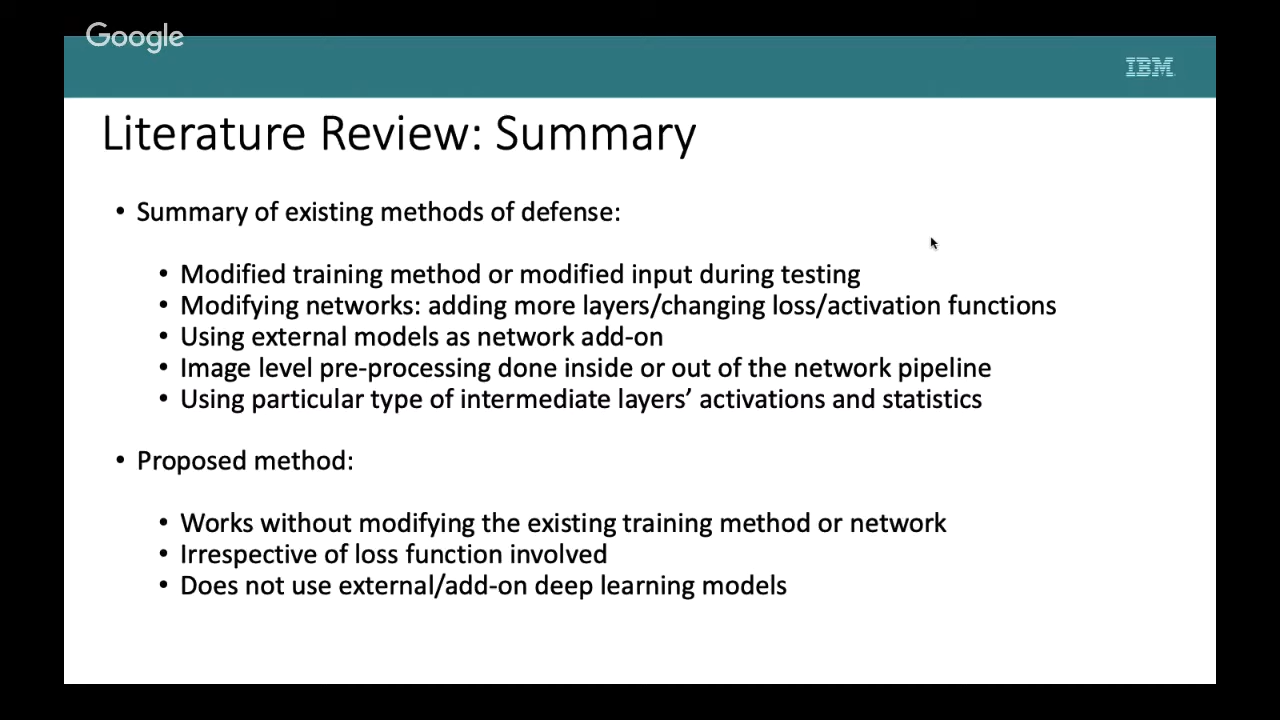 Google
IBM
Literature Review: Summary
• Summary of existing methods of defense:
• Modified training method or modified input during testing
• Modifying networks: adding more layers/changing loss/activation functions
• Using external models as network add-on
• Image level pre-processing done inside or out of the network pipeline
• Using particular type of intermediate layers’ activations and statistics
• Proposed method:
• Works without modifying the existing training method or network
• Irrespective of loss function involved
• Does not use external/add-on deep learning models